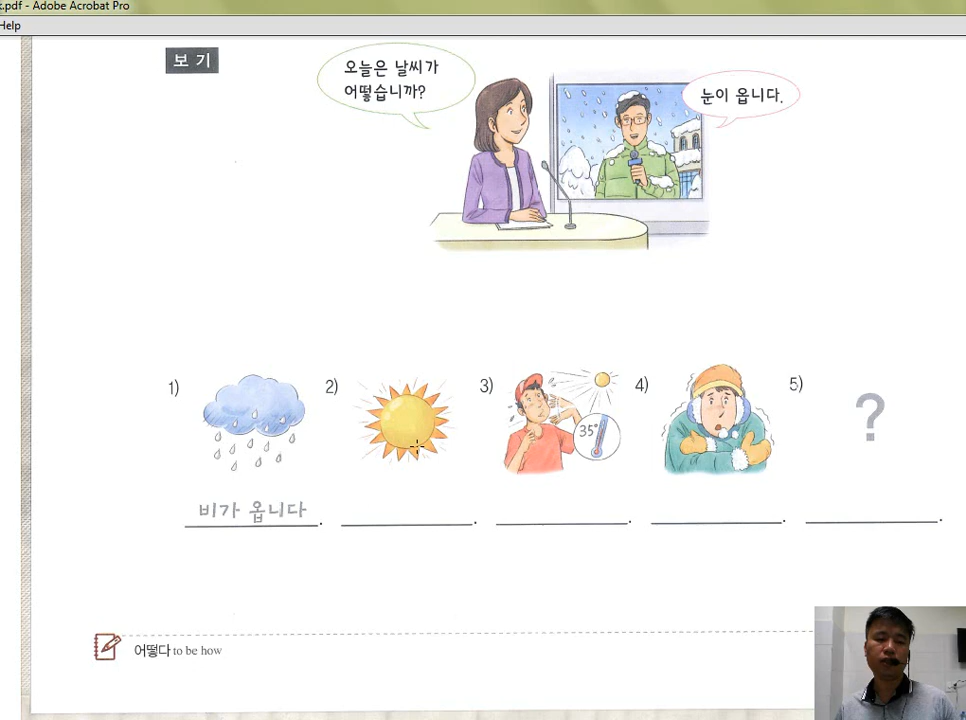 .pdf - Adobe Acrobat Pro
Help
보 기
오늘은 날씨가
어떻습니까?
눈이 옵니다.
1)
2)
3)
4)
5)
35°
?
비가 옵니다.
어떻다 to be how